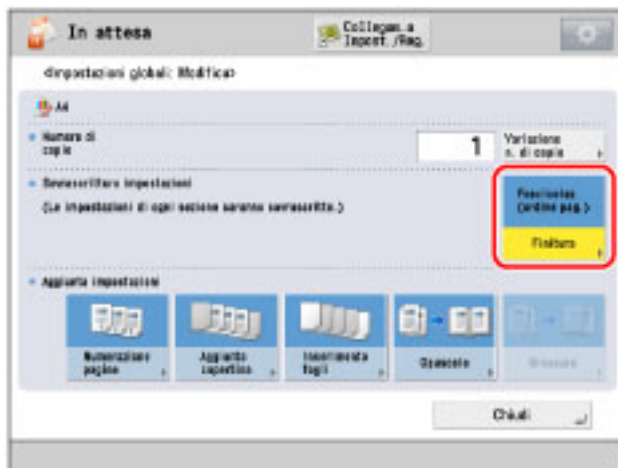 In attesa
Collegam.a
Impost./Reg.
<Impostazioni globali: Modifica>
A4
Numero di
copie
1
Variazione
n. di copie
Sovrascrittura impostazioni
(Le impostazioni di ogni sezione saranno sovrascritte.)
Fascicolaz.
(ordine pag.)
Finitura
Aggiunta impostazioni
Numerazione
pagine
Aggiunta
copertina
Inserimento
fogli
Opuscolo
Chiudi